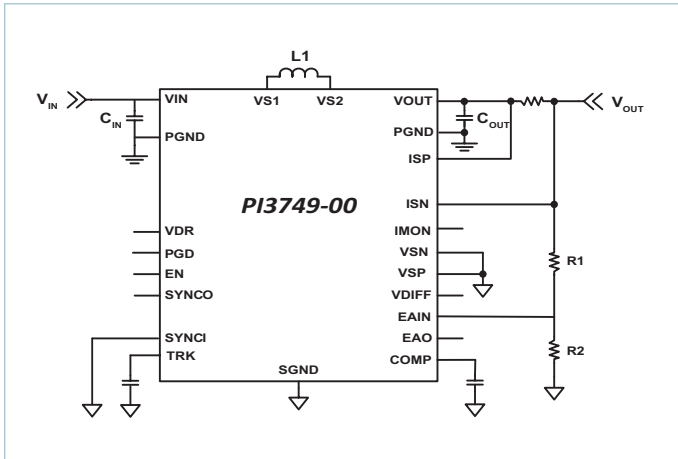 L1
VIN
VIN
VS1
VS2
VOUT
VOUT
CIN
PGND
PGND
COUT
ISP
PI3749-00
ISN
VDR
IMON
PGD
VSN
R1
EN
VSP
SYNCO
VDIFF
EAIN
SYNCI
EAO
R2
TRK
COMP
SGND